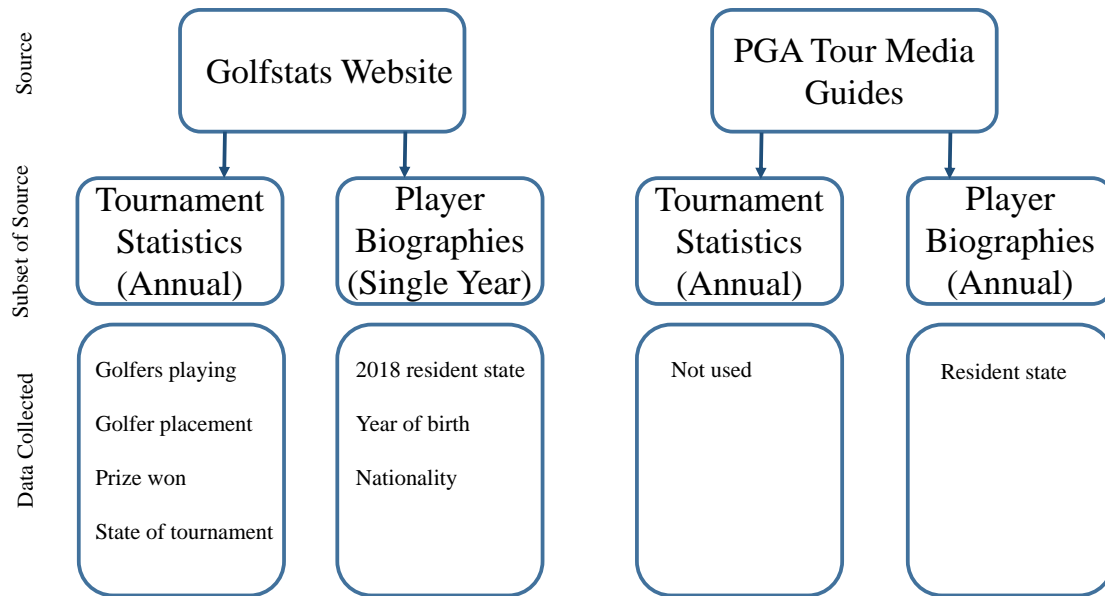 Source
Golfstats Website
PGA Tour Media
Guides
Subset of Source
Tournament
Statistics
(Annual)
Player
Biographies
(Single Year)
Tournament
Statistics
(Annual)
Player
Biographies
(Annual)
Data Collected
Golfers playing
Golfer placement
Prize won
State of tournament
2018 resident state
Year of birth
Nationality
Not used
Resident state